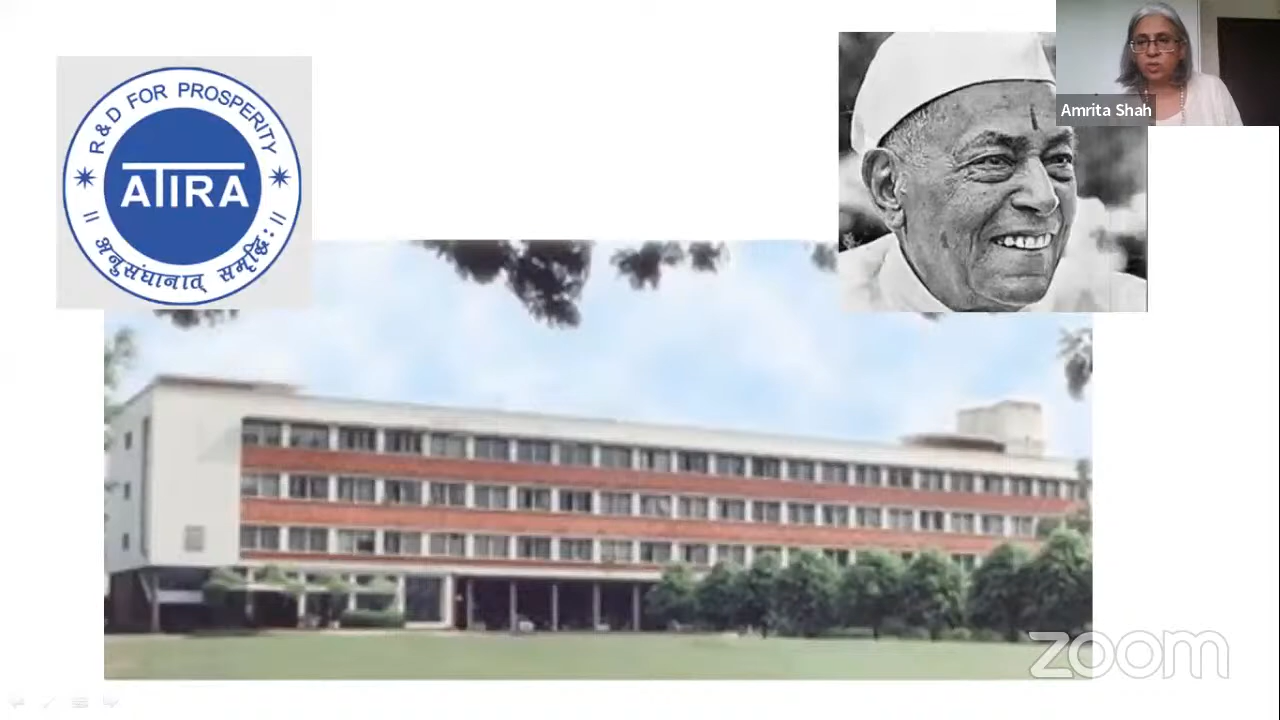 R & D FOR PROSPERITY
ATIRA
॥ अनुसंधानात् समृद्धिः ॥
Amrita Shah
zoom